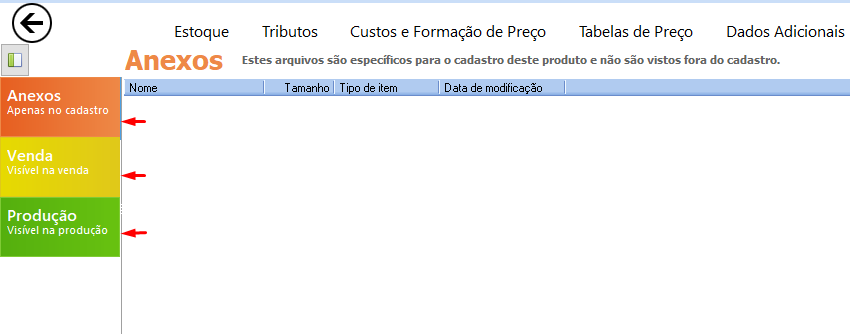 Estoque Tributos Custos e Formação de Preço Tabelas de Preço Dados Adicionais
Anexos Estes arquivos são específicos para o cadastro deste produto e não são vistos fora do cadastro.
Nome Tamanho Tipo de item Data de modificação
Anexos
Apenas no cadastro
Venda
Visível na venda
Produção
Visível na produção